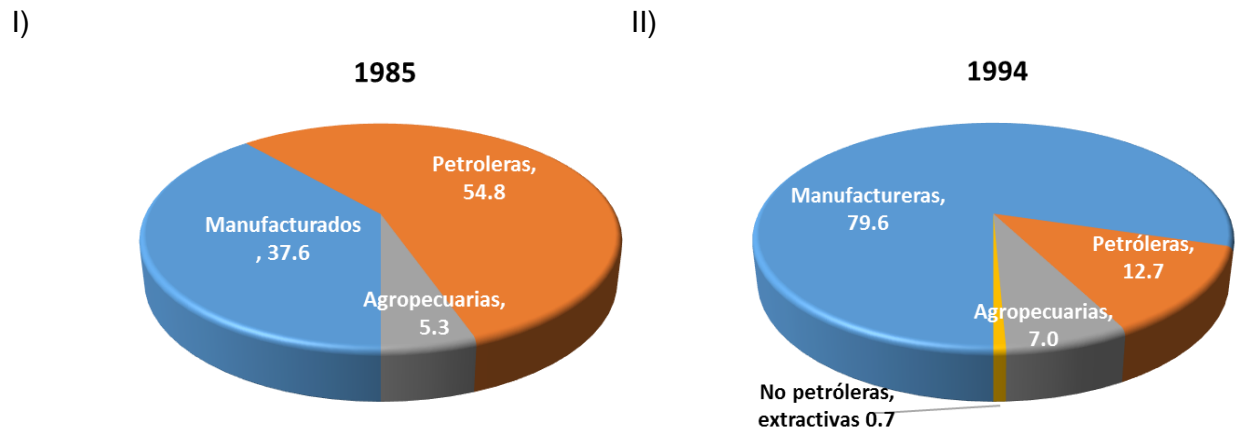 I)
1985
Petroleras,
54.8
Manufacturados
, 37.6
Agropecuarias,
5.3
II)
1994
Manufactureras,
79.6
Petróleras,
12.7
Agropecuarias,
7.0
No petróleras,
extractivas 0.7